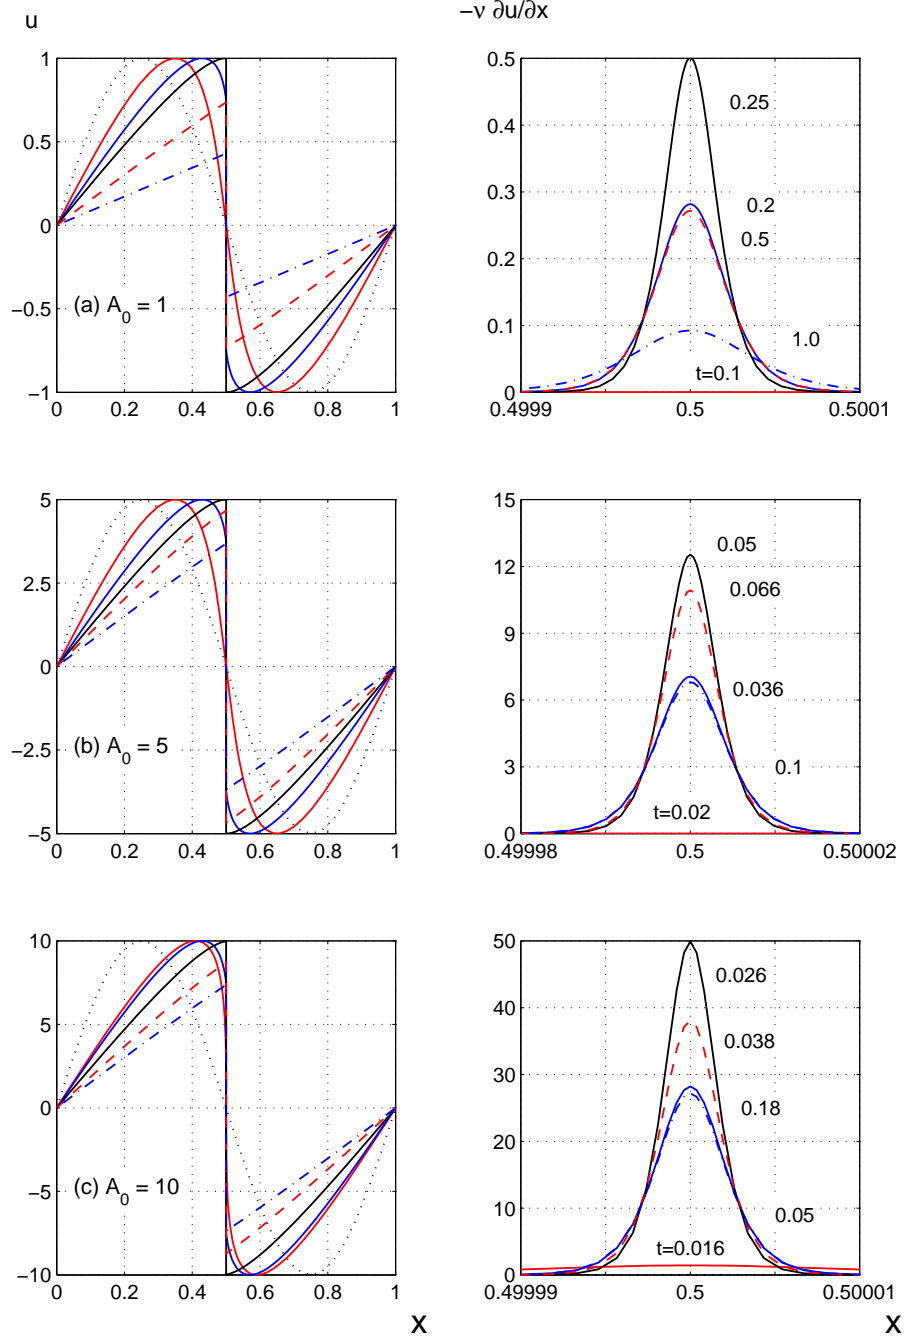 u
−ν ∂u/∂x
1
0.5
0
−0.5
−1
(a) A0 = 1
0 0.2 0.4 0.6 0.8 1
0.5
0.4
0.3
0.2
0.1
0
0.25
0.2
0.5
1.0
t=0.1
0.4999 0.5 0.5001
5
2.5
0
−2.5
−5
(b) A0 = 5
0 0.2 0.4 0.6 0.8 1
15
12
9
6
3
0
0.05
0.066
0.036
0.1
t=0.02
0.49998 0.5 0.50002
10
5
0
−5
−10
(c) A0 = 10
0 0.2 0.4 0.6 0.8 1
x
50
40
30
20
10
0
0.026
0.038
0.18
0.05
t=0.016
0.49999 0.5 0.50001
x